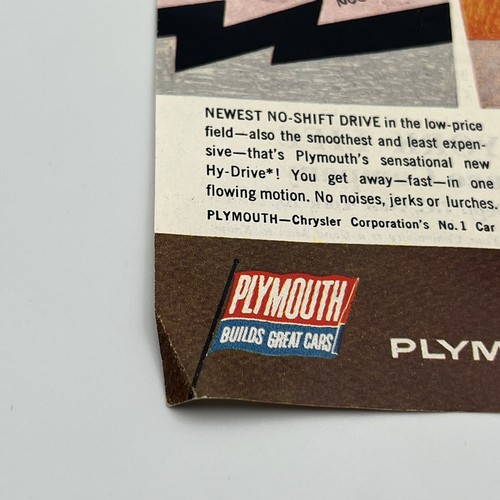 NEWEST NO-SHIFT DRIVE in the low-price
field—also the smoothest and least expen-
sive—that's Plymouth's sensational new
Hy-Drive*! You get away—fast—in one
flowing motion. No noises, jerks or lurches.
PLYMOUTH—Chrysler Corporation's No. 1 Car
PLYMOUTH
BUILDS GREAT CARS
PLYM